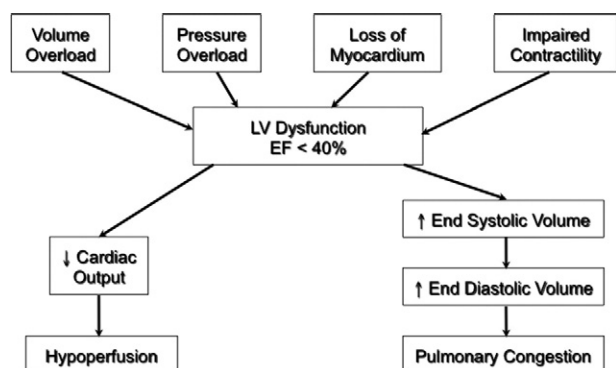 Volume
Overload
Pressure
Overload
Loss of
Myocardium
Impaired
Contractility
LV Dysfunction
EF < 40%
↓ Cardiac
Output
Hypoperfusion
↑ End Systolic Volume
↑ End Diastolic Volume
Pulmonary Congestion